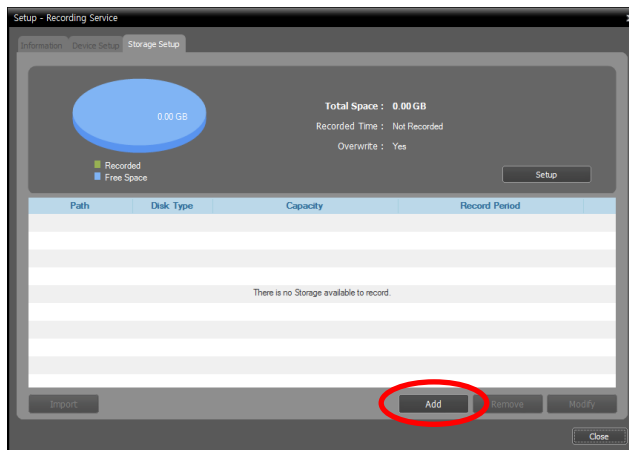 Setup - Recording Service
Information Device Setup Storage Setup
0.00 GB
Total Space : 0.00 GB
Recorded Time : Not Recorded
Overwrite : Yes
Recorded
Free Space
Setup
Path Disk Type Capacity Record Period
There is no Storage available to record.
Import Add Remove Modify
Close